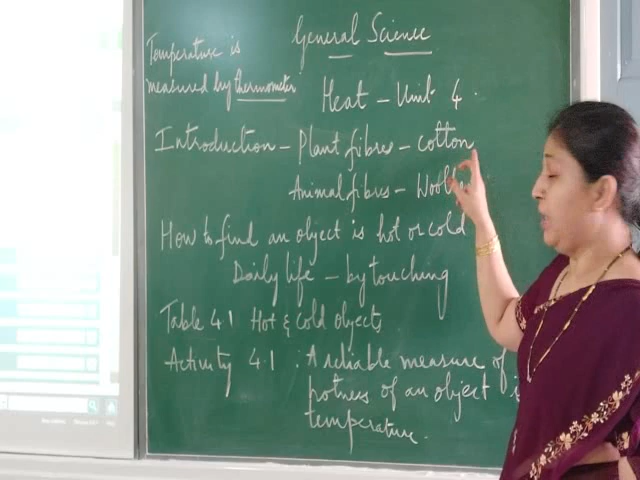 General Science
Temperature is
measured by thermometer.
Heat - Unit 4.
Introduction - Plant fibres - cotton
Animal fibres -
How to find an object is hot or cold
Daily life - by touching
Table 4.1 Hot & cold objects
Activity 4.1 : A reliable measure of
hotness of an object
temperature.